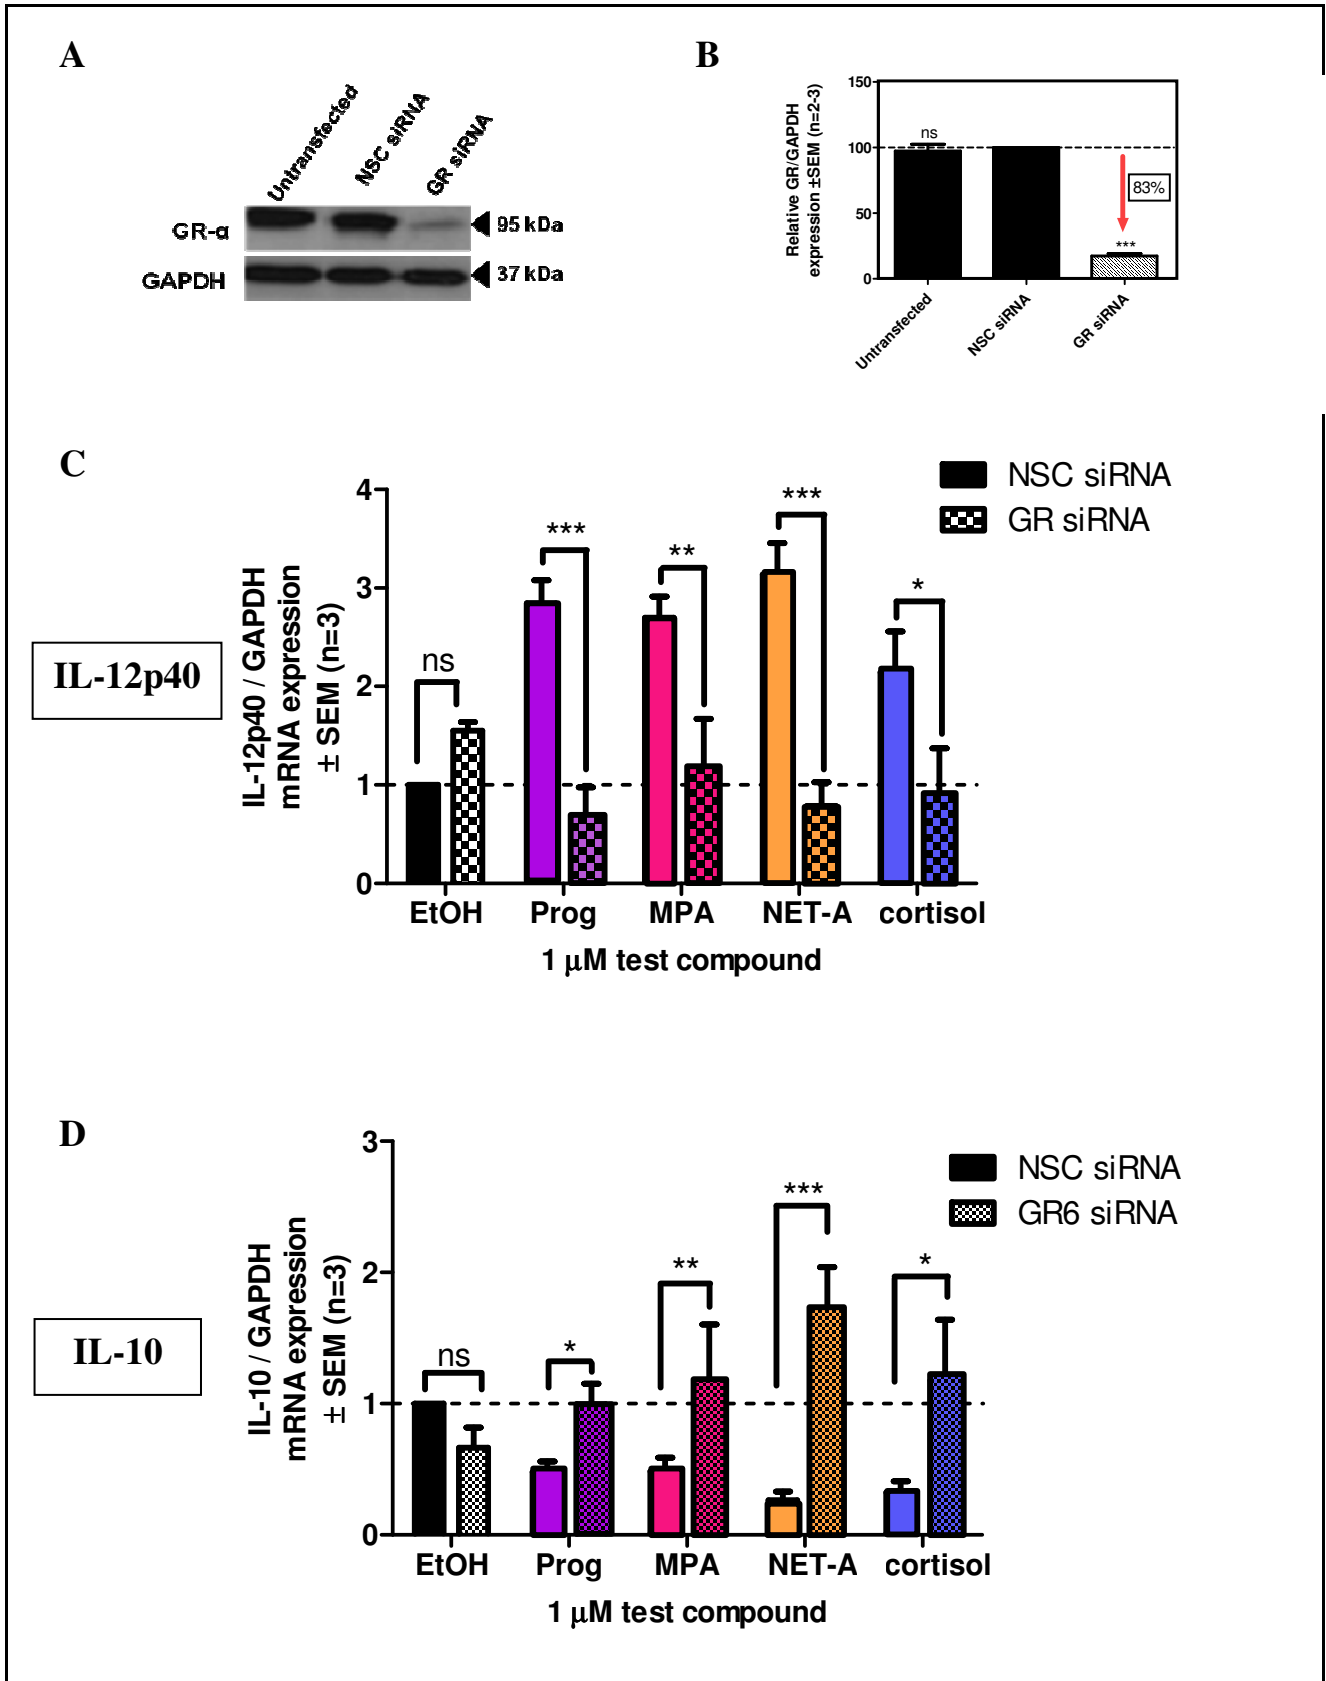 A
Untransfected
NSC siRNA
GR siRNA
GR-α
95 kDa
GAPDH
37 kDa
B
Relative GR/GAPDH
expression ±SEM (n=2-3)
150
100
50
0
ns
83%
***
Untransfected
NSC siRNA
GR siRNA
C
NSC siRNA
GR siRNA
IL-12p40
IL-12p40 / GAPDH
mRNA expression
± SEM (n=3)
4
3
2
1
0
ns
***
**
***
*
EtOH
Prog
MPA
NET-A
cortisol
1 µM test compound
D
NSC siRNA
GR6 siRNA
IL-10
IL-10 / GAPDH
mRNA expression
± SEM (n=3)
3
2
1
0
ns
*
**
***
*
EtOH
Prog
MPA
NET-A
cortisol
1 µM test compound